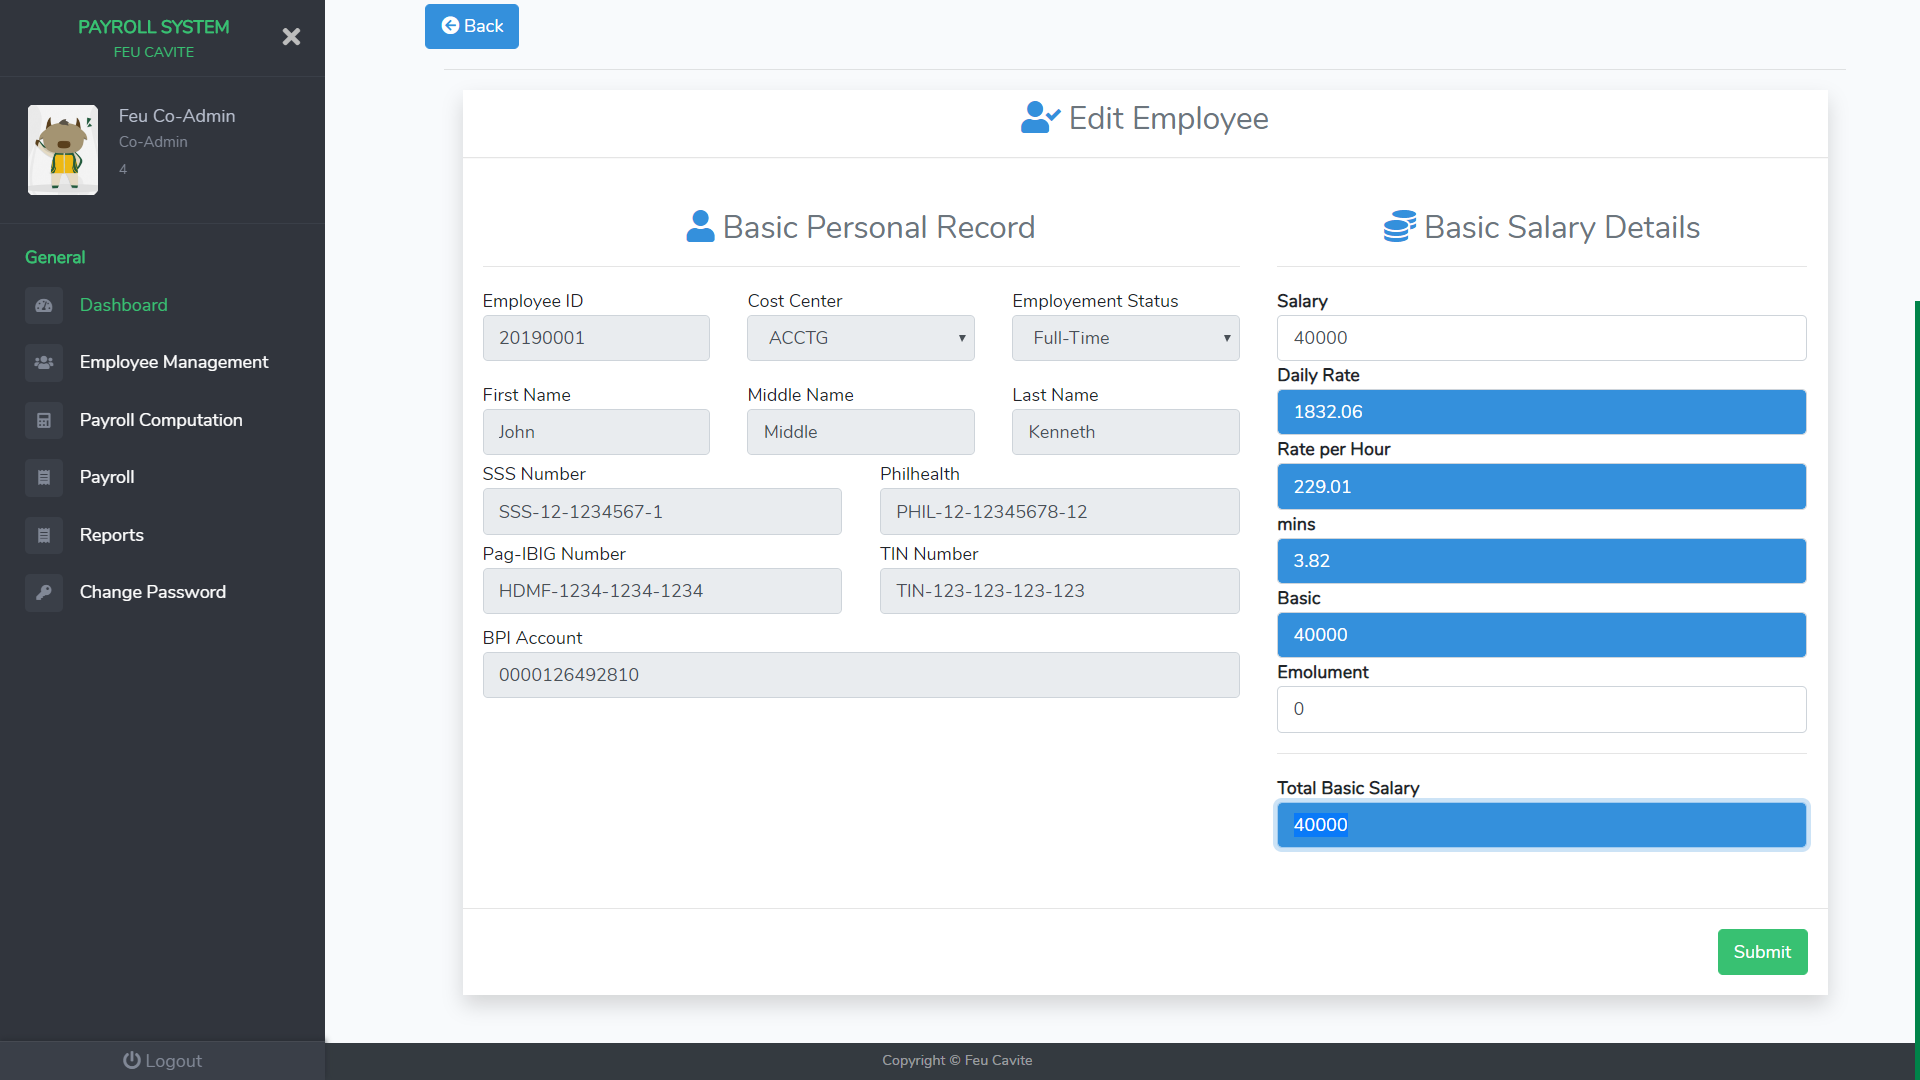 PAYROLL SYSTEM
FEU CAVITE
Feu Co-Admin
Co-Admin
4
General
Dashboard
Employee Management
Payroll Computation
Payroll
Reports
Change Password
Logout
Back
Edit Employee
Basic Personal Record
Employee ID Cost Center Employement Status
20190001 ACCTG Full-Time
First Name Middle Name Last Name
John Middle Kenneth
SSS Number Philhealth
SSS-12-1234567-1 PHIL-12-12345678-12
Pag-IBIG Number TIN Number
HDMF-1234-1234-1234 TIN-123-123-123-123
BPI Account
0000126492810
Basic Salary Details
Salary
40000
Daily Rate
1832.06
Rate per Hour
229.01
mins
3.82
Basic
40000
Emolument
0
Total Basic Salary
40000
Submit
Copyright © Feu Cavite